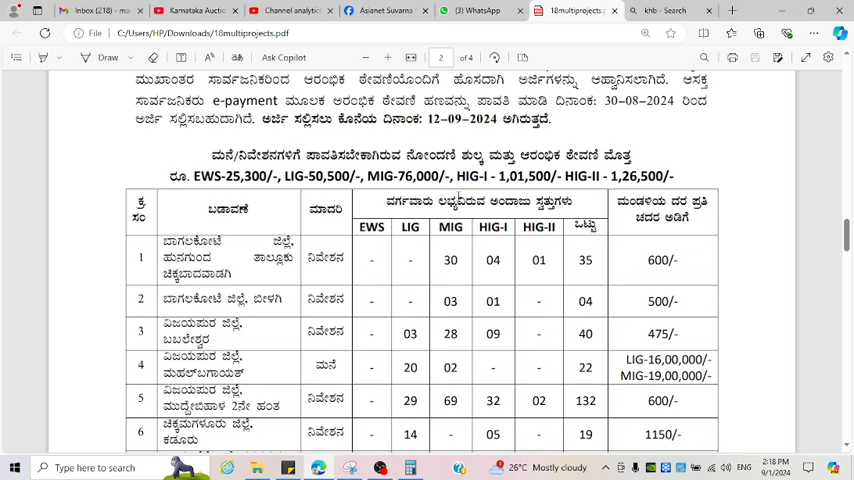 Inbox (218) - ma
Karnataka Auction
Channel analytics
Asianet Suvarna
(3) WhatsApp
18multiprojects.pdf
khb - Search
File
C:/Users/HP/Downloads/18multiprojects.pdf
Draw
Ask Copilot
2 of 4
ಮುಖಾಂತರ ಸಾರ್ವಜನಿಕರಿಂದ ಆರಂಭಿಕ ಠೇವಣಿಯೊಂದಿಗೆ ಹೊಸದಾಗಿ ಅರ್ಜಿಗಳನ್ನು ಆಹ್ವಾನಿಸಲಾಗಿದೆ. ಆಸಕ್ತ
ಸಾರ್ವಜನಿಕರು e-payment ಮೂಲಕ ಆರಂಭಿಕ ಠೇವಣಿ ಹಣವನ್ನು ಪಾವತಿ ಮಾಡಿ ದಿನಾಂಕ: 30-08-2024 ರಿಂದ
ಅರ್ಜಿ ಸಲ್ಲಿಸಬಹುದಾಗಿದೆ. ಅರ್ಜಿ ಸಲ್ಲಿಸಲು ಕೊನೆಯ ದಿನಾಂಕ: 12-09-2024 ಆಗಿರುತ್ತದೆ.
ಮನೆ/ನಿವೇಶನಗಳಿಗೆ ಪಾವತಿಸಬೇಕಾಗಿರುವ ನೋಂದಣಿ ಶುಲ್ಕ ಮತ್ತು ಆರಂಭಿಕ ಠೇವಣಿ ಮೊತ್ತ
ರೂ. EWS-25,300/-, LIG-50,500/-, MIG-76,000/-, HIG-I - 1,01,500/- HIG-II - 1,26,500/-
ಕ್ರ ಸಂ ಬಡಾವಣೆ ಮಾದರಿ ವರ್ಗವಾರು ಲಭ್ಯವಿರುವ ಅಂದಾಜು ಸ್ವತ್ತುಗಳು ಮಂಡಳಿಯ ದರ ಪ್ರತಿ ಚದರ ಅಡಿಗೆ
EWS LIG MIG HIG-I HIG-II ಒಟ್ಟು
1 ಬಾಗಲಕೋಟೆ ಜಿಲ್ಲೆ, ಹುನಗುಂದ ತಾಲ್ಲೂಕು ಚಿಕ್ಕಬಾದವಾಡಗಿ ನಿವೇಶನ - - 30 04 01 35 600/-
2 ಬಾಗಲಕೋಟೆ ಜಿಲ್ಲೆ, ಬೀಳಗಿ ನಿವೇಶನ - - 03 01 - 04 500/-
3 ವಿಜಯಪುರ ಜಿಲ್ಲೆ, ಬಬಲೇಶ್ವರ ನಿವೇಶನ - 03 28 09 - 40 475/-
4 ವಿಜಯಪುರ ಜಿಲ್ಲೆ, ಮಹಲ್‌ಬಗಾಯತ್ ಮನೆ - 20 02 - - 22 LIG-16,00,000/- MIG-19,00,000/-
5 ವಿಜಯಪುರ ಜಿಲ್ಲೆ, ಮುದ್ದೇಬಿಹಾಳ 2ನೇ ಹಂತ ನಿವೇಶನ - 29 69 32 02 132 600/-
6 ಚಿಕ್ಕಮಗಳೂರು ಜಿಲ್ಲೆ, ಕಡೂರು ನಿವೇಶನ - 14 - 05 - 19 1150/-
Type here to search
26°C Mostly cloudy
ENG
2:18 PM
9/1/2024